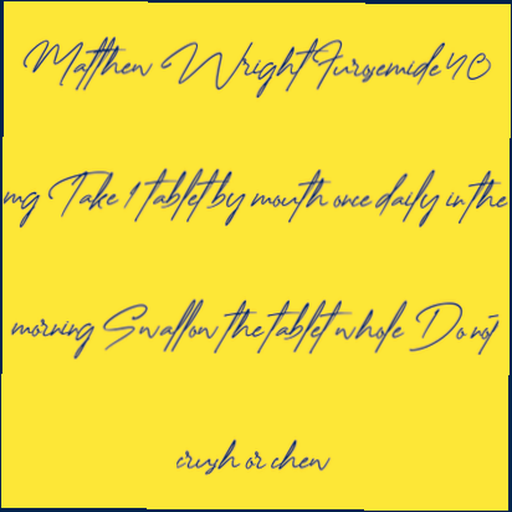 Matthew Wright Furosemide 40
mg Take 1 tablet by mouth once daily in the
morning Swallow the tablet whole Do not
crush or chew